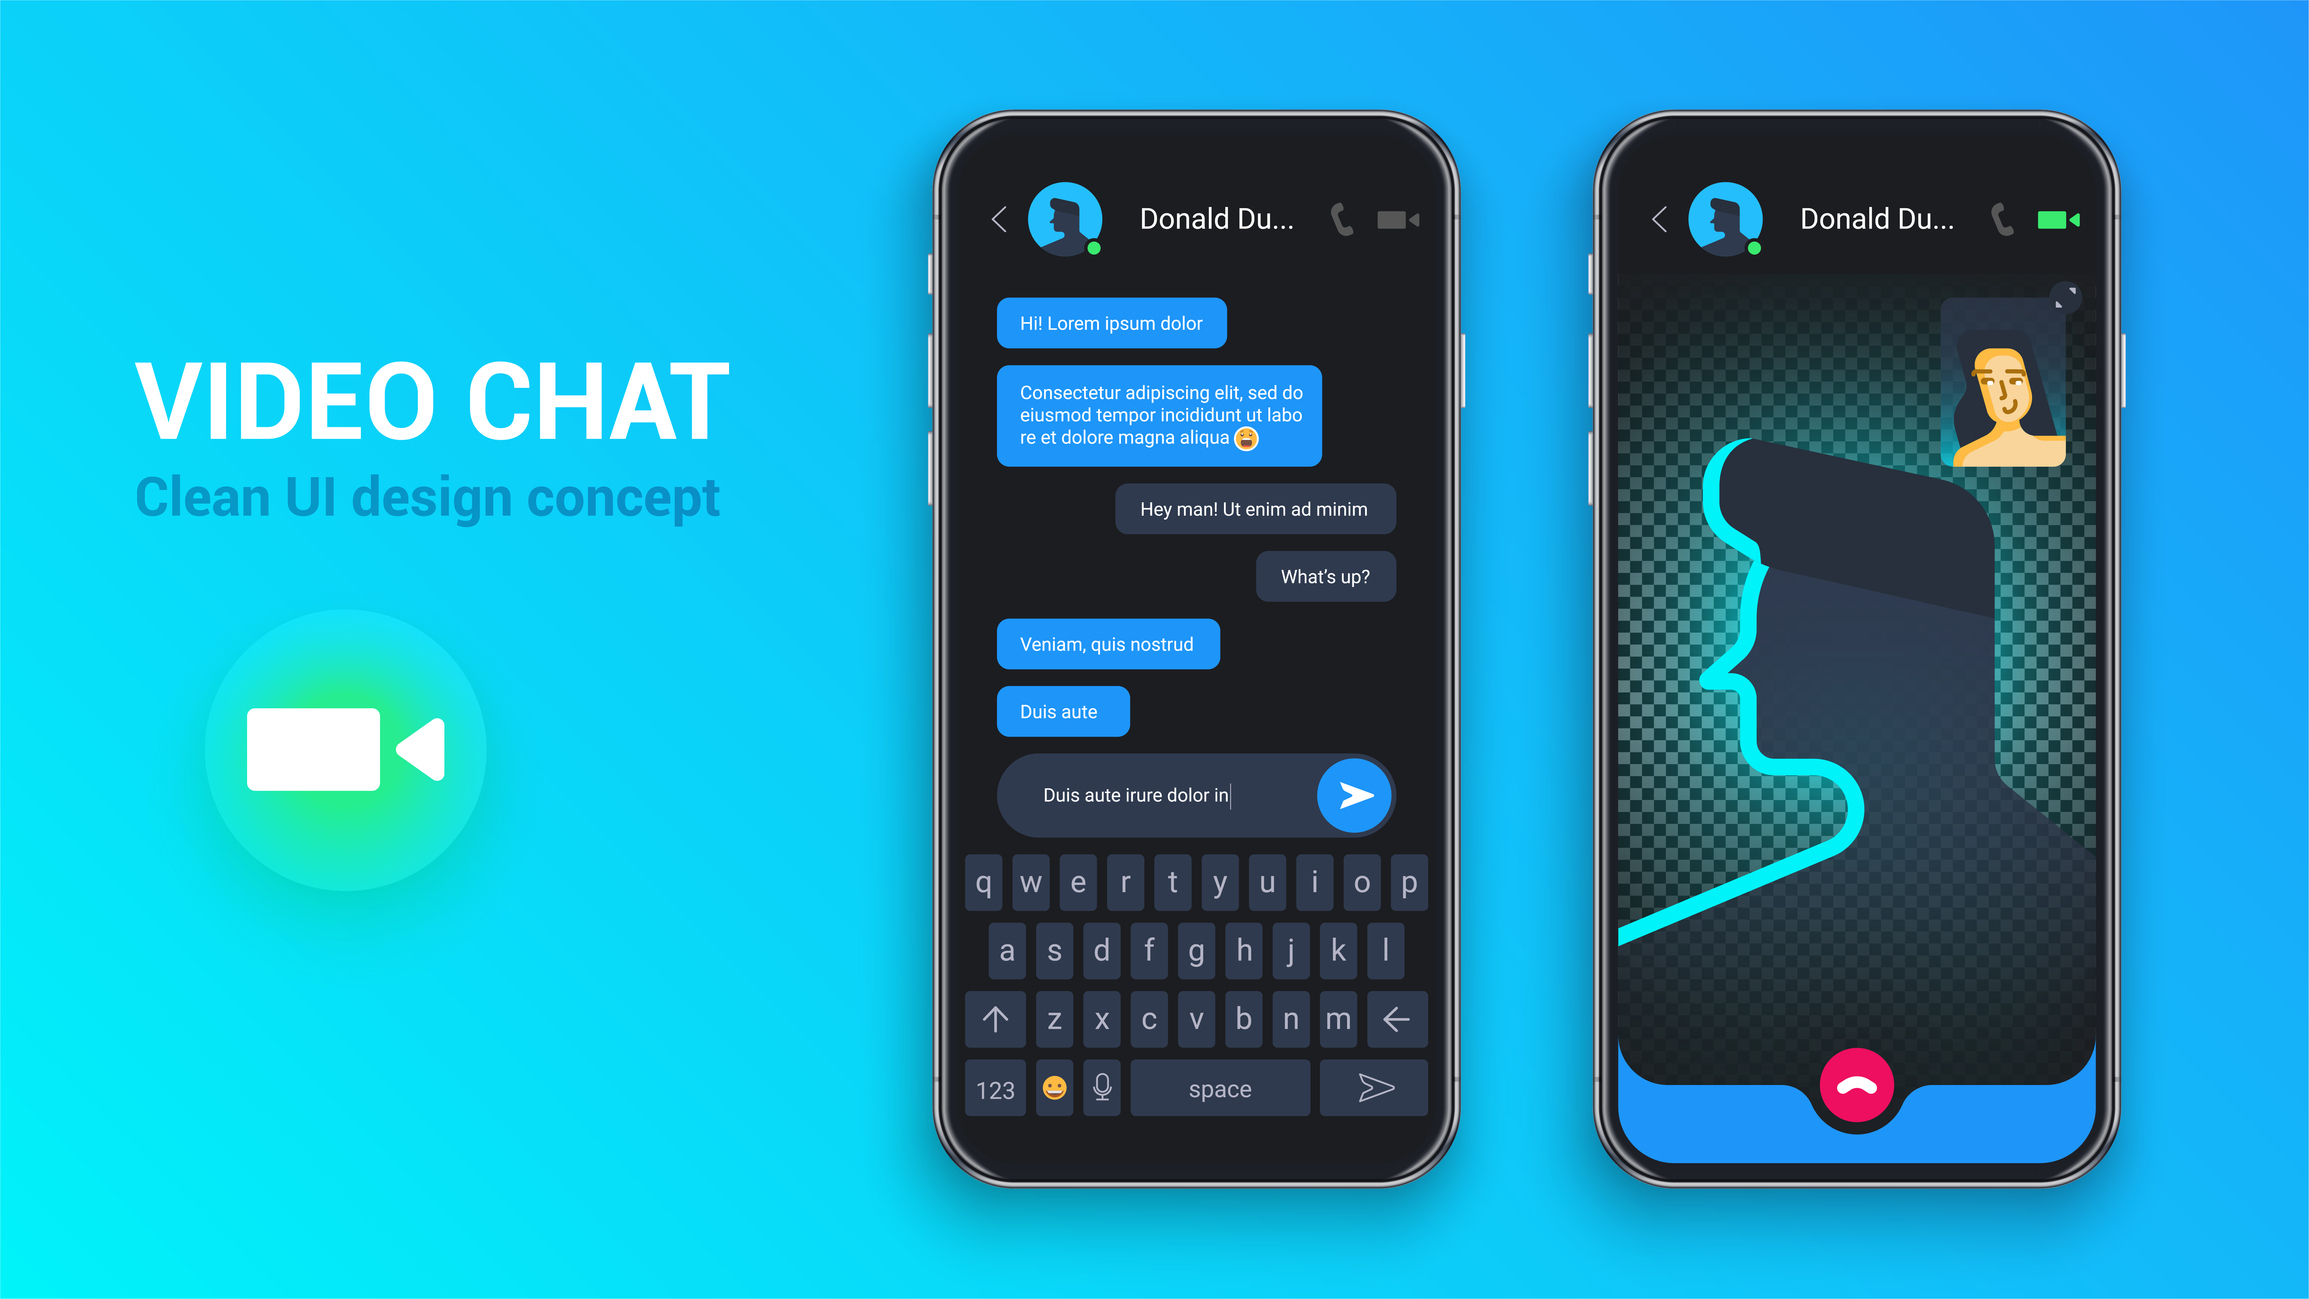 VIDEO CHAT
Clean UI design concept
Donald Du...
Hi! Lorem ipsum dolor
Consectetur adipiscing elit, sed do
eiusmod tempor incididunt ut labo
re et dolore magna aliqua 😀
Hey man! Ut enim ad minim
What’s up?
Veniam, quis nostrud
Duis aute
Duis aute irure dolor in
q w e r t y u i o p
a s d f g h j k l
z x c v b n m
123 space
Donald Du...